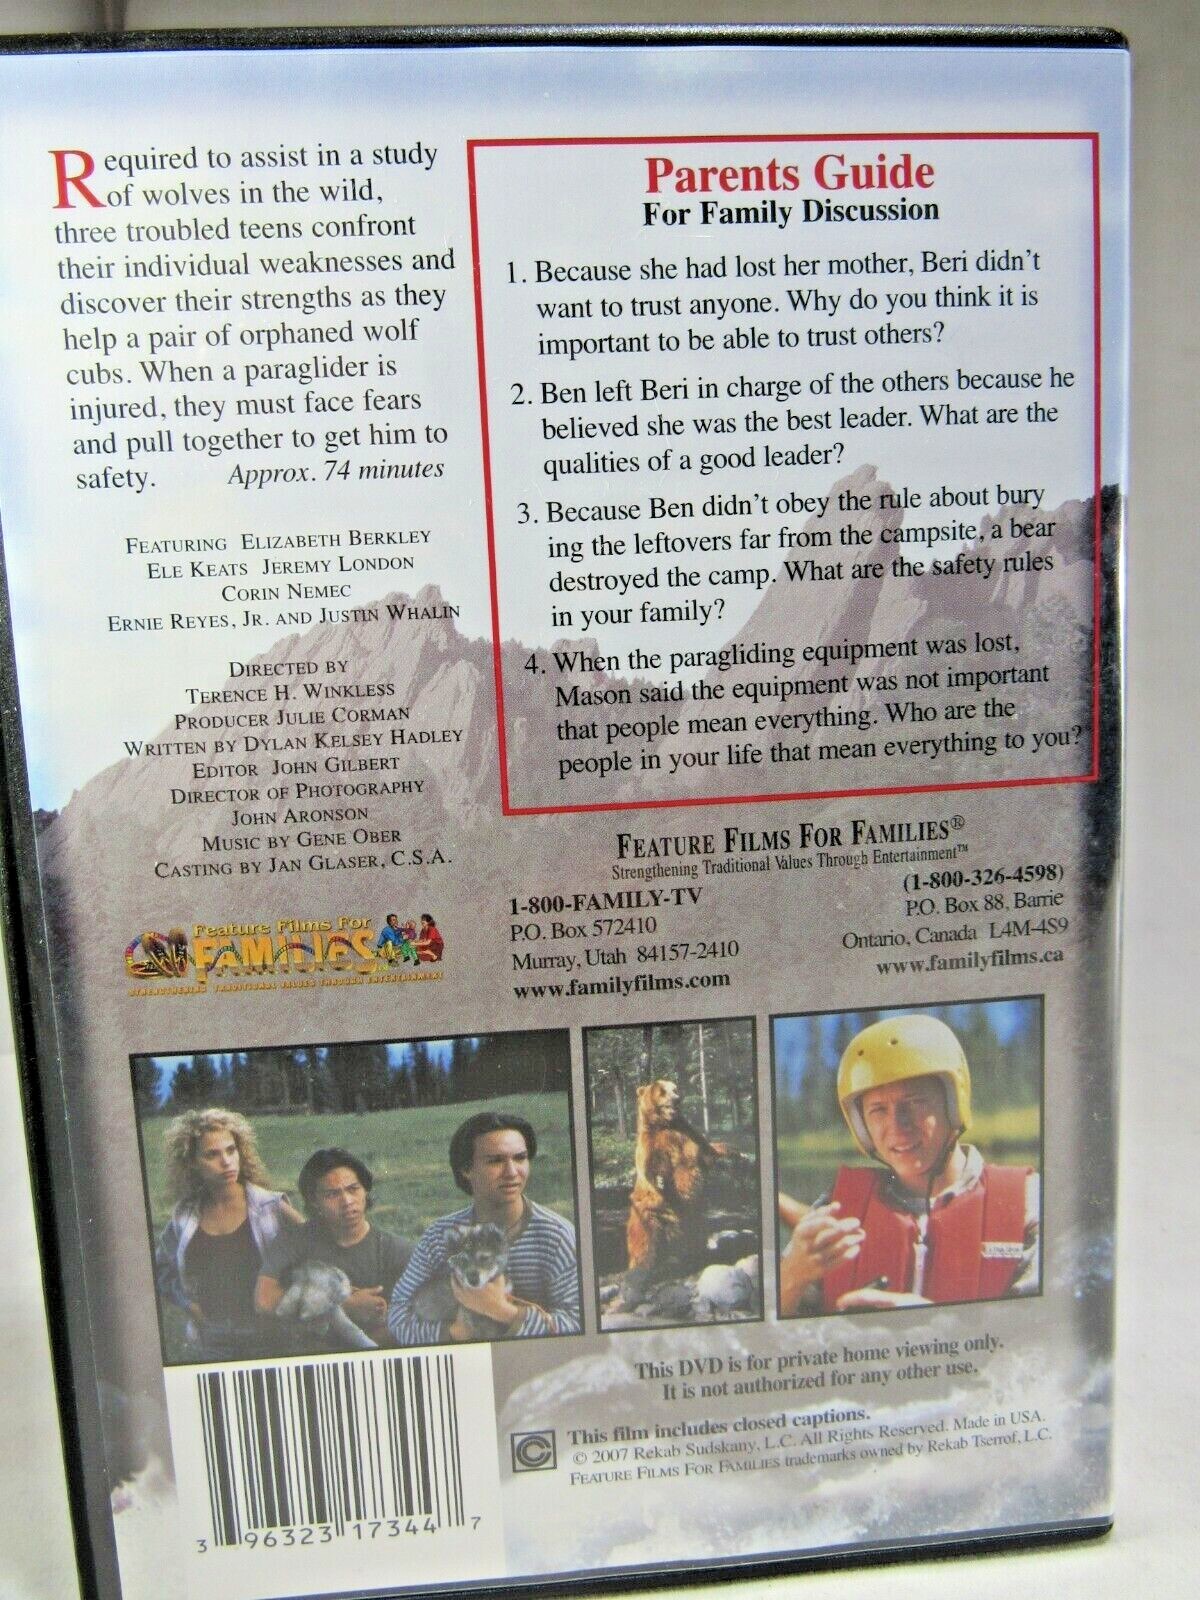 Required to assist in a study
of wolves in the wild,
three troubled teens confront
their individual weaknesses and
discover their strengths as they
help a pair of orphaned wolf
cubs. When a paraglider is
injured, they must face fears
and pull together to get him to
safety. Approx. 74 minutes
FEATURING ELIZABETH BERKLEY
ELE KEATS JEREMY LONDON
CORIN NEMEC
ERNIE REYES, JR. AND JUSTIN WHALIN
DIRECTED BY
TERENCE H. WINKLESS
PRODUCER JULIE CORMAN
WRITTEN BY DYLAN KELSEY HADLEY
EDITOR JOHN GILBERT
DIRECTOR OF PHOTOGRAPHY
JOHN ARONSON
MUSIC BY GENE OBER
CASTING BY JAN GLASER, C.S.A.
Parents Guide
For Family Discussion
1. Because she had lost her mother, Beri didn't
want to trust anyone. Why do you think it is
important to be able to trust others?
2. Ben left Beri in charge of the others because he
believed she was the best leader. What are the
qualities of a good leader?
3. Because Ben didn't obey the rule about bury
ing the leftovers far from the campsite, a bear
destroyed the camp. What are the safety rules
in your family?
4. When the paragliding equipment was lost,
Mason said the equipment was not important
that people mean everything. Who are the
people in your life that mean everything to you?
FEATURE FILMS FOR FAMILIES®
Strengthening Traditional Values Through Entertainment™
1-800-FAMILY-TV
P.O. Box 572410
Murray, Utah 84157-2410
www.familyfilms.com
(1-800-326-4598)
P.O. Box 88, Barrie
Ontario, Canada L4M-4S9
www.familyfilms.ca
Feature Films For
FAMILIES
STRENGTHENING TRADITIONAL VALUES THROUGH ENTERTAINMENT
This DVD is for private home viewing only.
It is not authorized for any other use.
This film includes closed captions.
© 2007 Rekab Sudskany, L.C. All Rights Reserved. Made in USA.
FEATURE FILMS FOR FAMILIES trademarks owned by Rekab Tserrof, L.C.
3 96323 17344 7